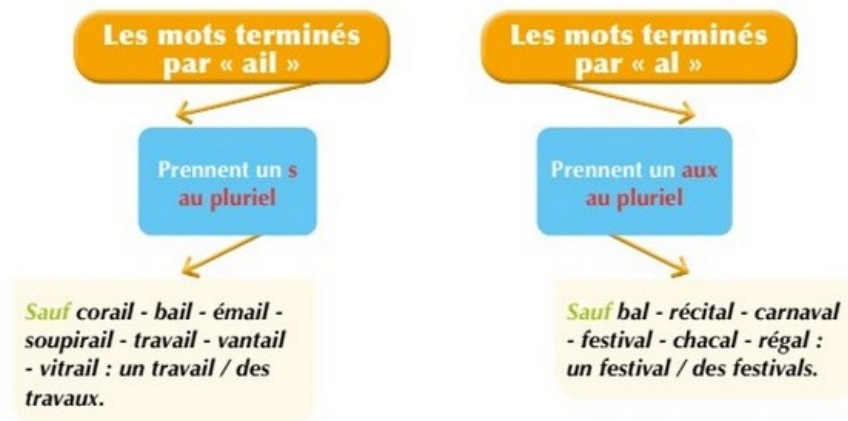 Les mots terminés
par « ail »
Prennent un s
au pluriel
Sauf corail - bail - émail -
soupirail - travail - vantail
- vitrail : un travail / des
travaux.
Les mots terminés
par « al »
Prennent un aux
au pluriel
Sauf bal - récital - carnaval
- festival - chacal - régal :
un festival / des festivals.